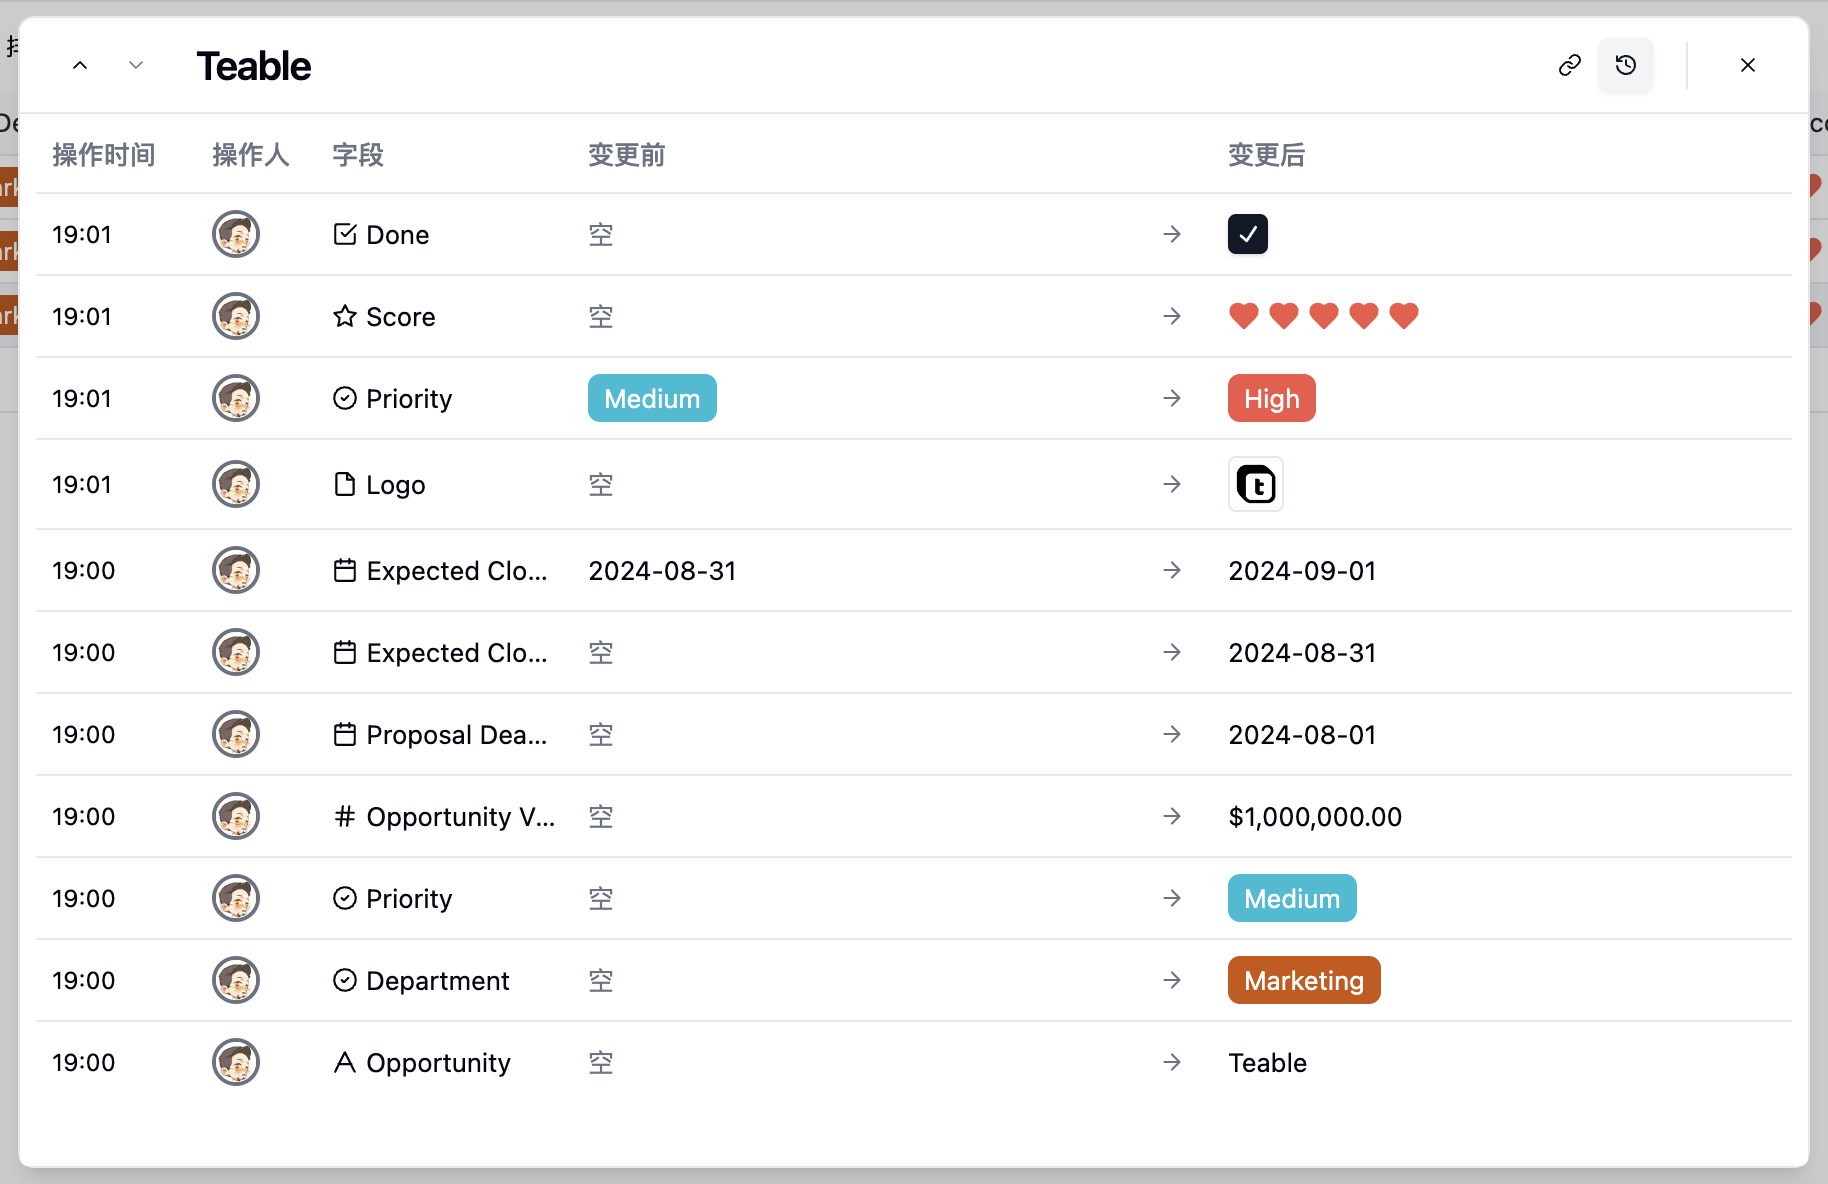 Teable
操作时间 操作人 字段 变更前 变更后
19:01 Done 空 → ✓
19:01 Score 空 →
19:01 Priority Medium → High
19:01 Logo 空 → t
19:00 Expected Clo... 2024-08-31 → 2024-09-01
19:00 Expected Clo... 空 → 2024-08-31
19:00 Proposal Dea... 空 → 2024-08-01
19:00 # Opportunity V... 空 → $1,000,000.00
19:00 Priority 空 → Medium
19:00 Department 空 → Marketing
19:00 Opportunity 空 → Teable